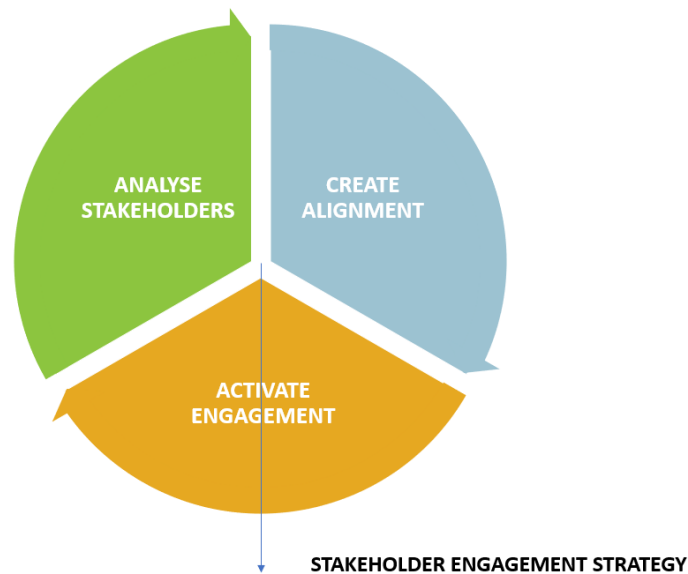 ANALYSE
STAKEHOLDERS
CREATE
ALIGNMENT
ACTIVATE
ENGAGEMENT
STAKEHOLDER ENGAGEMENT STRATEGY